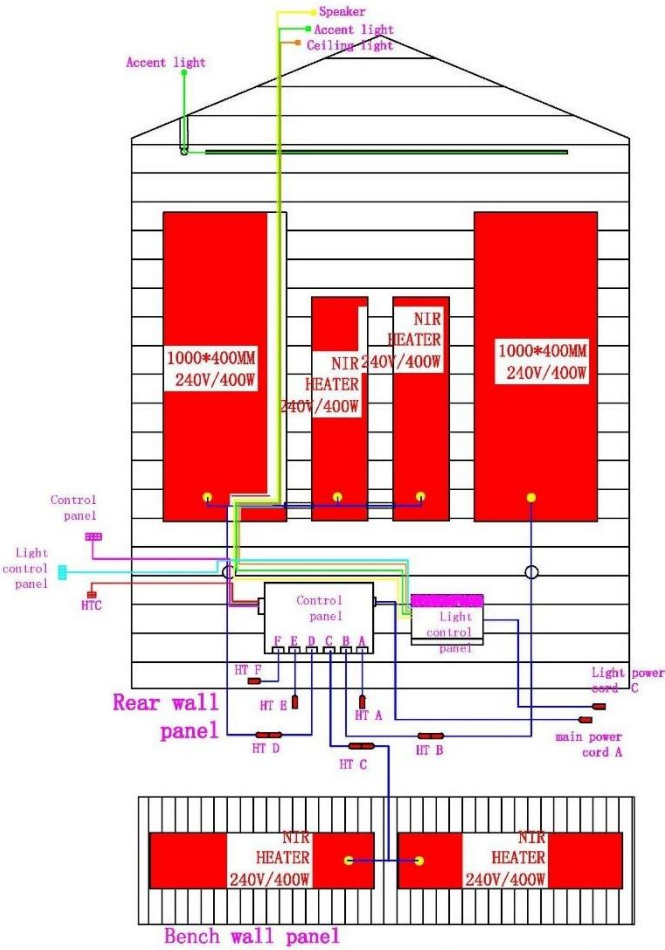 Speaker
Accent light
Ceiling light
Accent light
1000*400MM
240V/400W
NIR
HEATER
240V/400W
NIR
HEATER
240V/400W
1000*400MM
240V/400W
Control
panel
Light
control
panel
HTC
Control
panel
F E D C B A
Light
control
panel
HT F
HT E
HT A
Light power
cord C
Rear wall
panel
HT D
HT C
HT B
main power
cord A
NIR
HEATER
240V/400W
NIR
HEATER
240V/400W
Bench wall panel